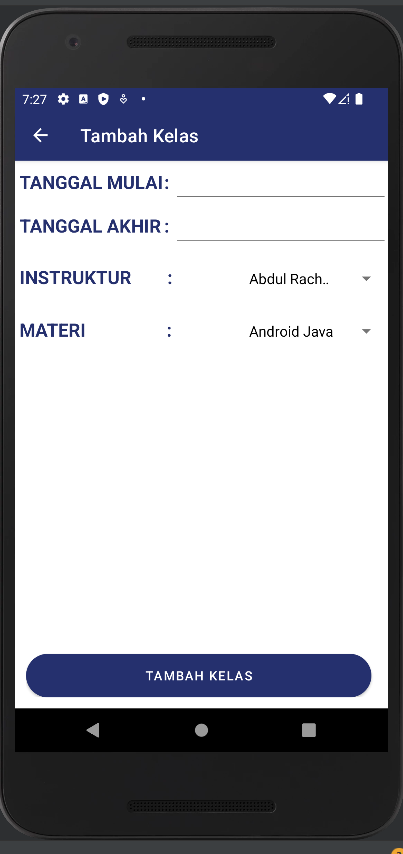 7:27
Tambah Kelas
TANGGAL MULAI :
TANGGAL AKHIR :
INSTRUKTUR : Abdul Rach..
MATERI : Android Java
TAMBAH KELAS